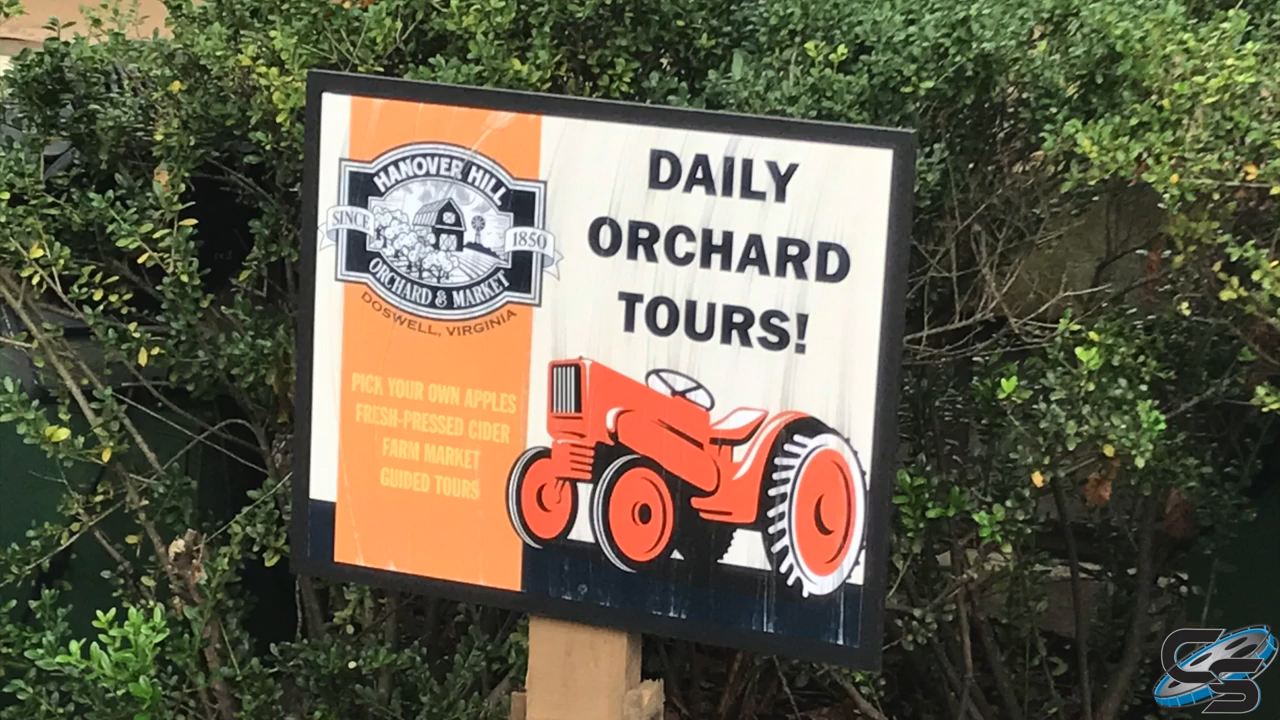 HANOVER HILL
SINCE
1850
ORCHARD & MARKET
DOSWELL, VIRGINIA
PICK YOUR OWN APPLES
FRESH-PRESSED CIDER
FARM MARKET
GUIDED TOURS
DAILY
ORCHARD
TOURS!
CS